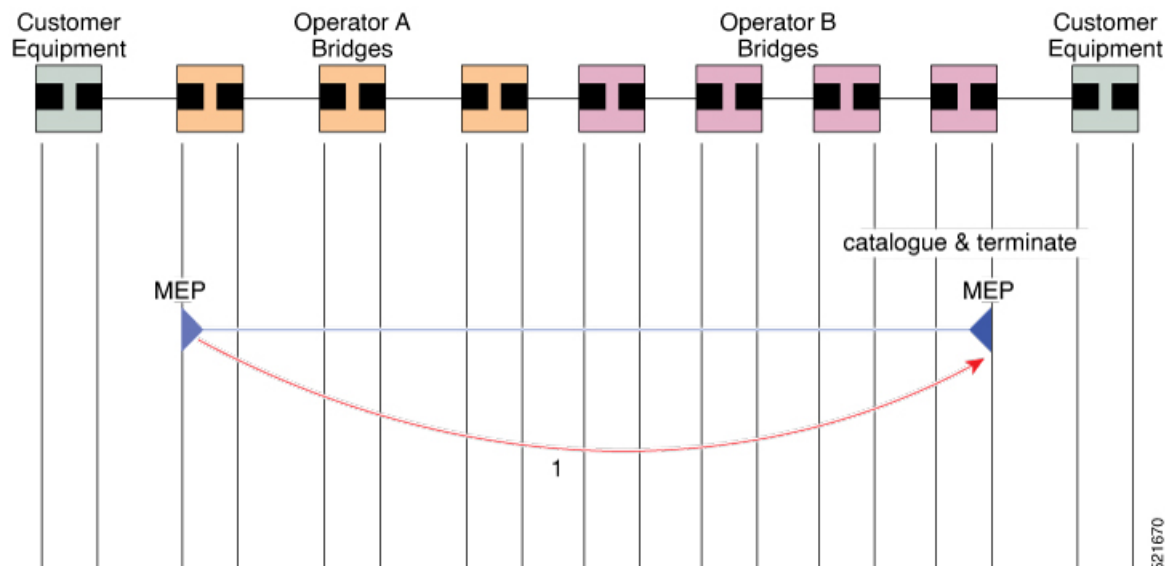 Customer
Equipment
Operator A
Bridges
Operator B
Bridges
Customer
Equipment
catalogue & terminate
MEP
MEP
1
521670